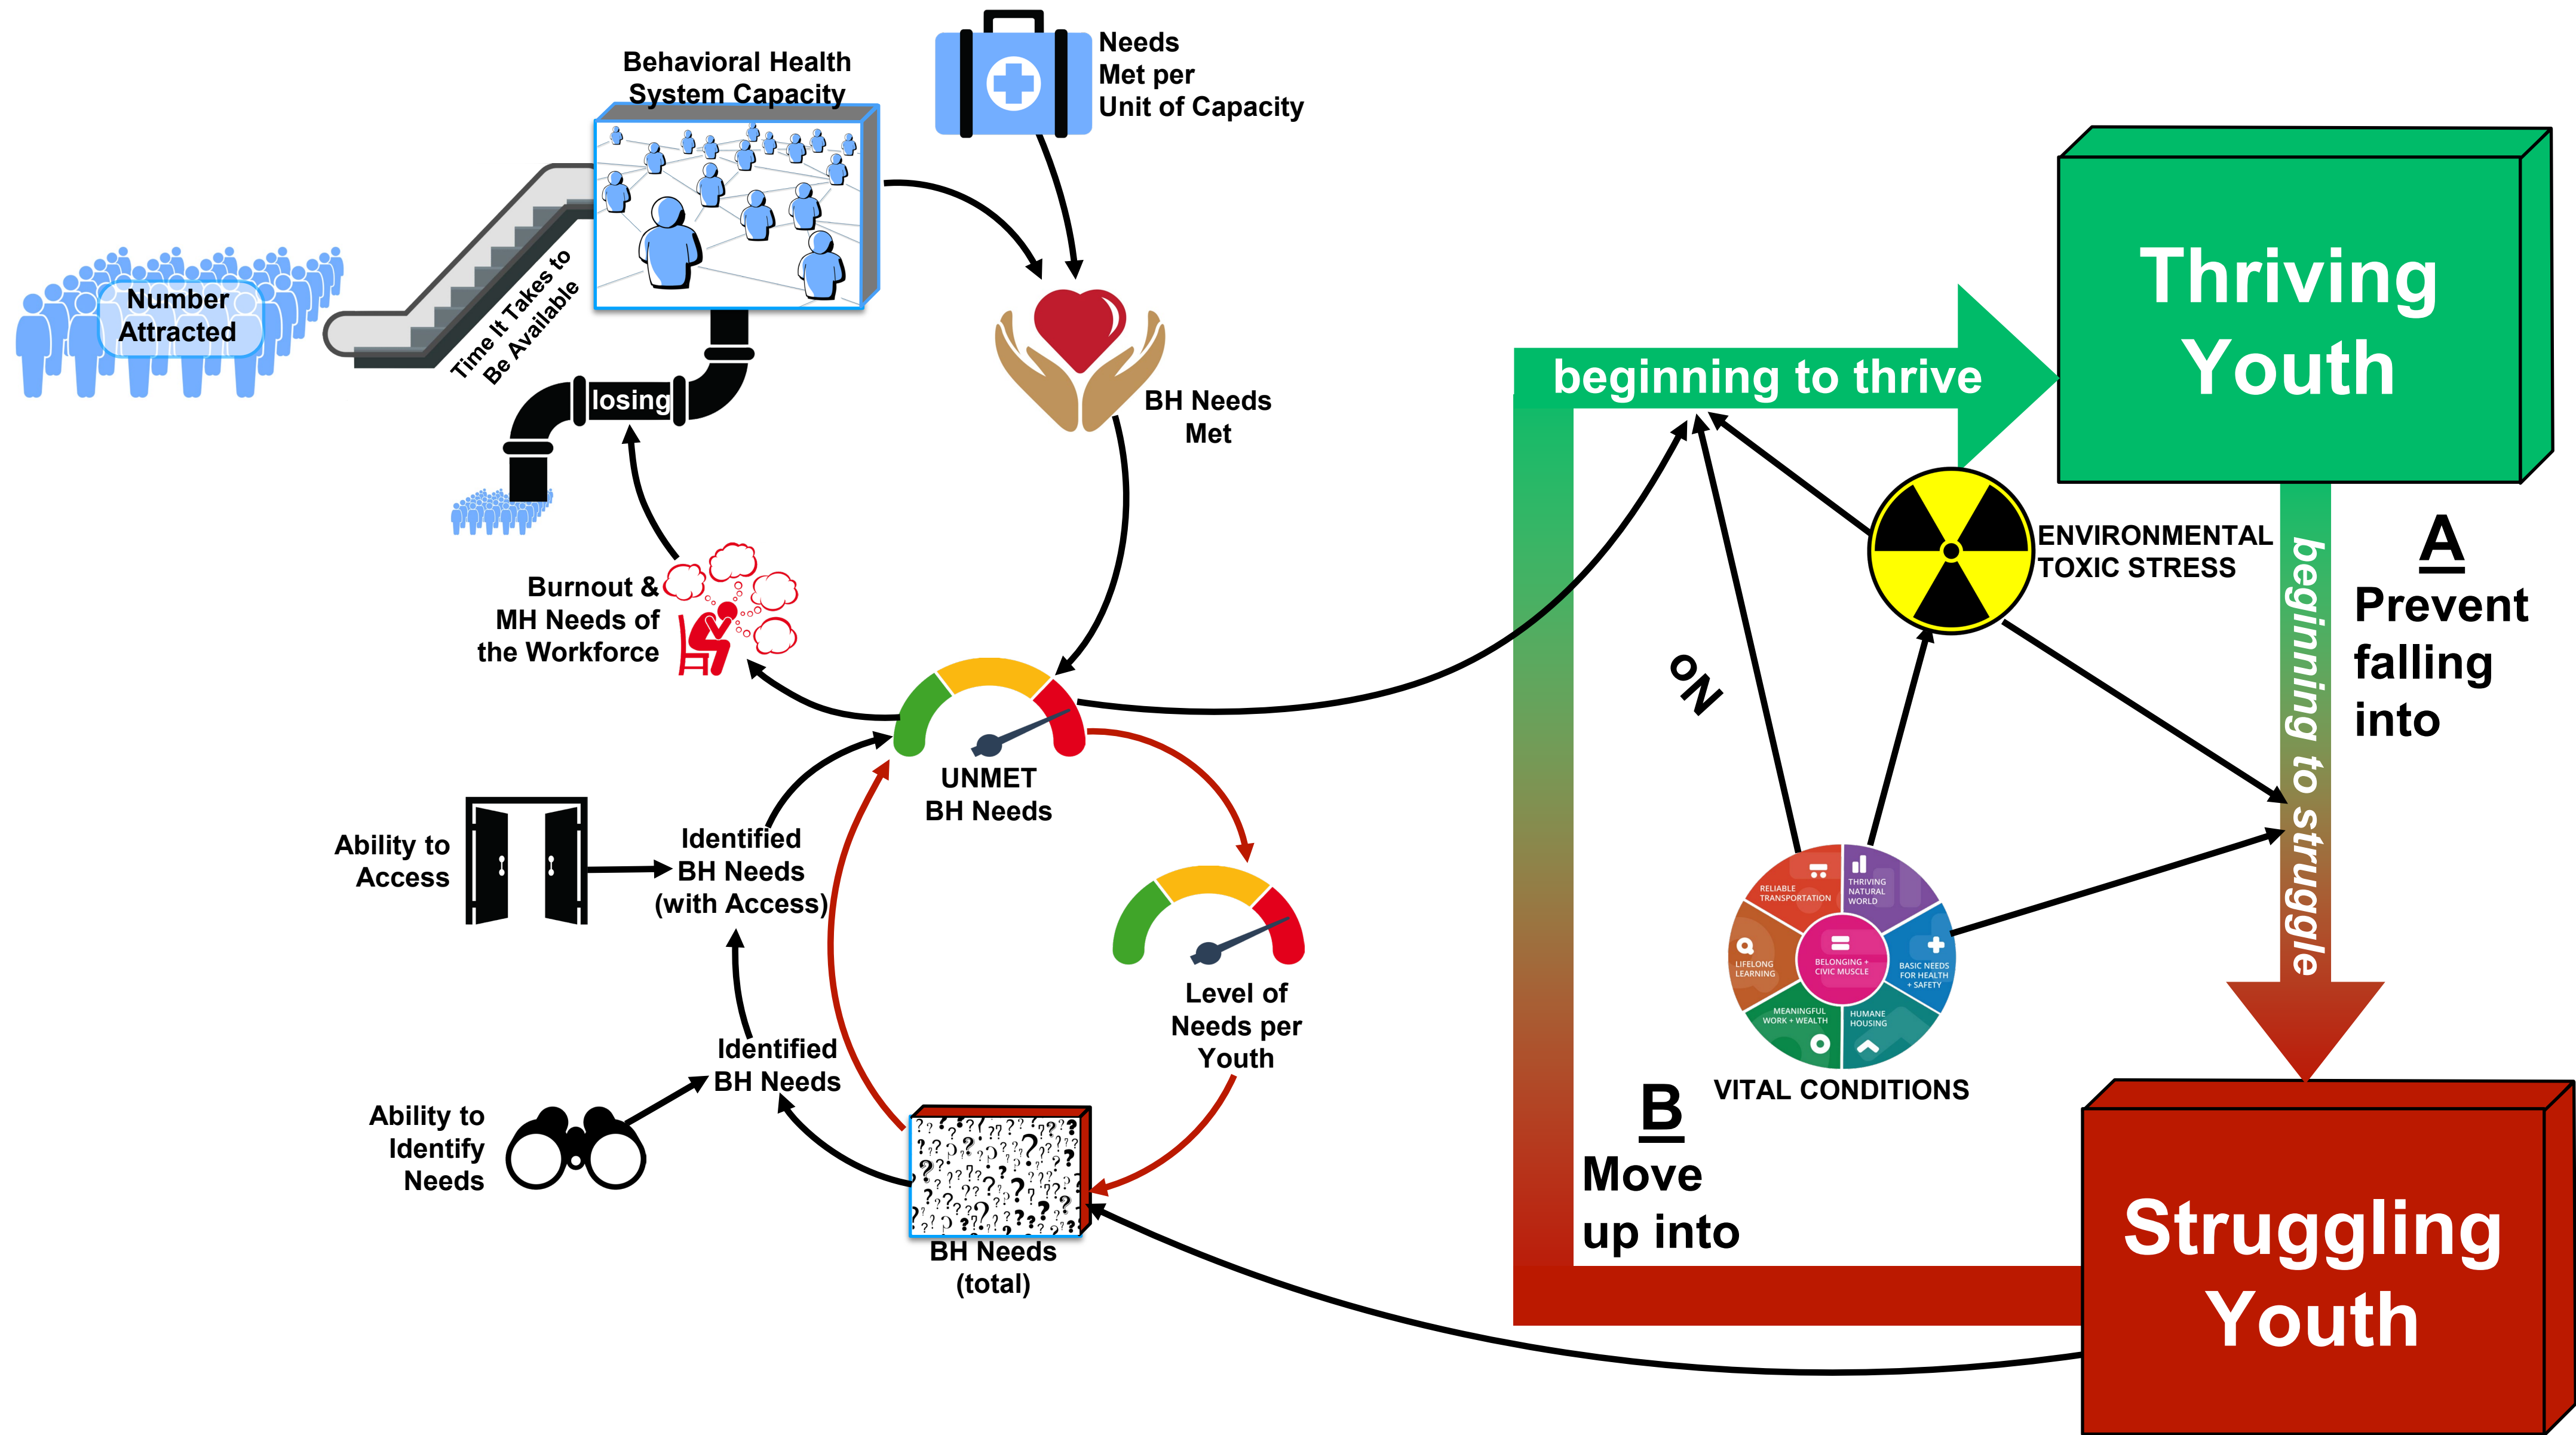 Behavioral Health
System Capacity
Needs
Met per
Unit of Capacity
Number
Attracted
Time It Takes to
Be Available
losing
BH Needs
Met
Burnout &
MH Needs of
the Workforce
UNMET
BH Needs
Ability to
Access
Identified
BH Needs
(with Access)
Level of
Needs per
Youth
Identified
BH Needs
Ability to
Identify
Needs
BH Needs
(total)
Thriving
Youth
beginning to thrive
ENVIRONMENTAL
TOXIC STRESS
A
Prevent
falling
into
beginning to struggle
No
RELIABLE
TRANSPORTATION
THRIVING
NATURAL
WORLD
LIFELONG
LEARNING
BELONGING +
CIVIC MUSCLE
BASIC NEEDS
FOR HEALTH
+ SAFETY
MEANINGFUL
WORK + WEALTH
HUMANE
HOUSING
VITAL CONDITIONS
B
Move
up into
Struggling
Youth